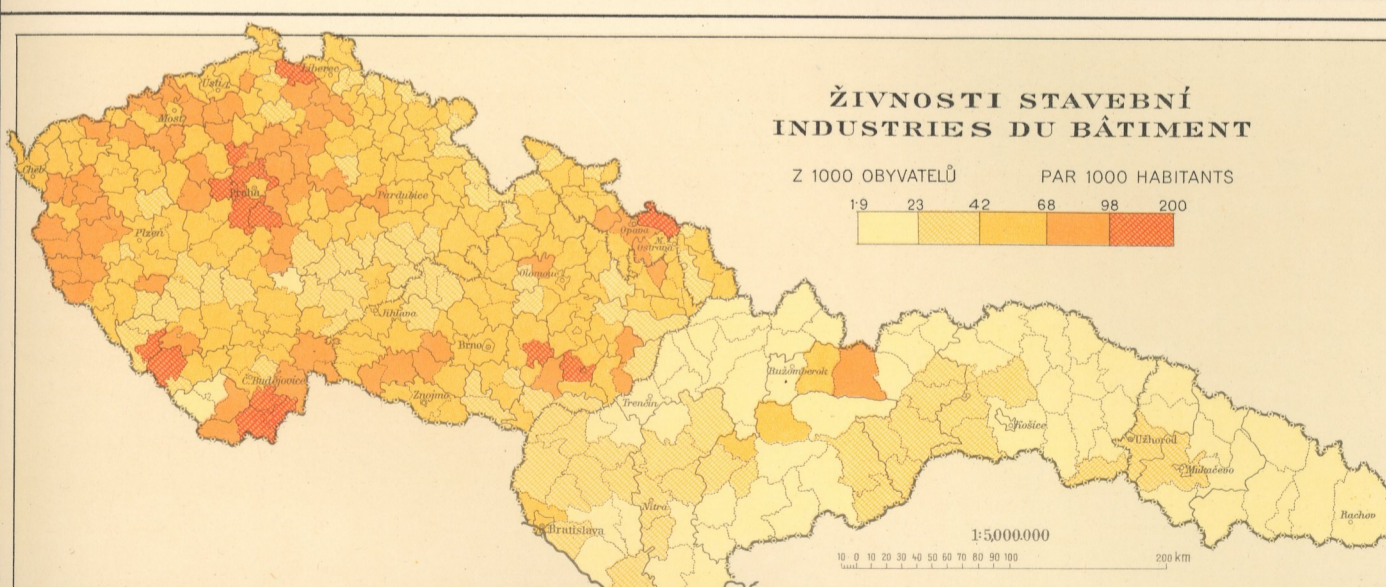 ŽIVNOSTI STAVEBNÍ
INDUSTRIES DU BÂTIMENT
Z 1000 OBYVATELŮ PAR 1000 HABITANTS
1·9 23 42 68 98 200
Liberec
Ústí
Most
Cheb
Praha
Pardubice
Plzeň
Opava
M. Ostrava
Olomouc
Jihlava
Brno
Č. Budějovice
Znojmo
Ružomberok
Trenčín
Košice
Užhorod
Mukačevo
Nitra
Bratislava
Rachov
1:5,000.000
10 0 10 20 30 40 50 60 70 80 90 100 200 km